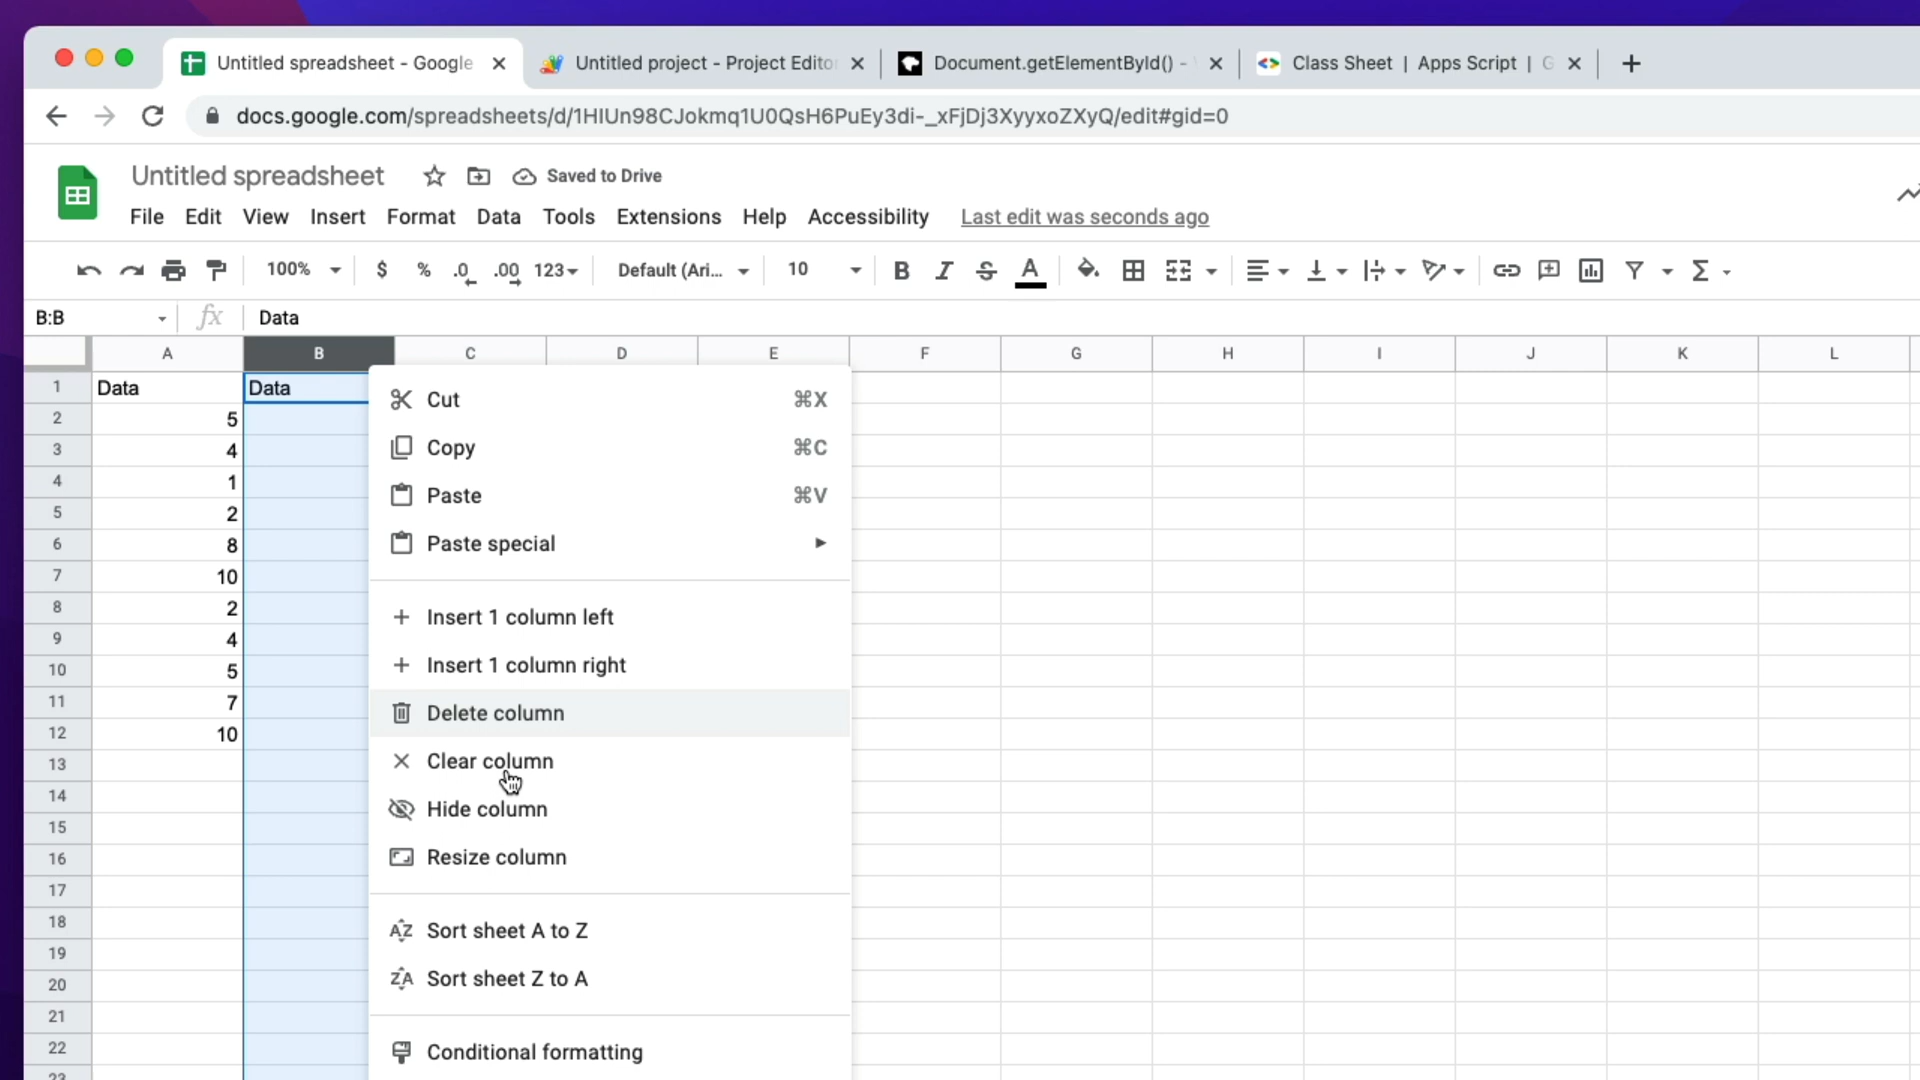 Untitled spreadsheet - Google
Untitled project - Project Edito
Document.getElementById() -
Class Sheet | Apps Script | G
docs.google.com/spreadsheets/d/1HIUn98CJokmq1U0QsH6PuEy3di-_xFjDj3XyyxoZXyQ/edit#gid=0
Untitled spreadsheet
Saved to Drive
File Edit View Insert Format Data Tools Extensions Help Accessibility Last edit was seconds ago
100% $ % .0 .00 123 Default (Ari... 10 B I S A Σ
B:B fx Data
A B C D E F G H I J K L
1 Data Data
2 5
3 4
4 1
5 2
6 8
7 10
8 2
9 4
10 5
11 7
12 10
13
14
15
16
17
18
19
20
21
22
23
Cut ⌘X
Copy ⌘C
Paste ⌘V
Paste special
Insert 1 column left
Insert 1 column right
Delete column
Clear column
Hide column
Resize column
Sort sheet A to Z
Sort sheet Z to A
Conditional formatting